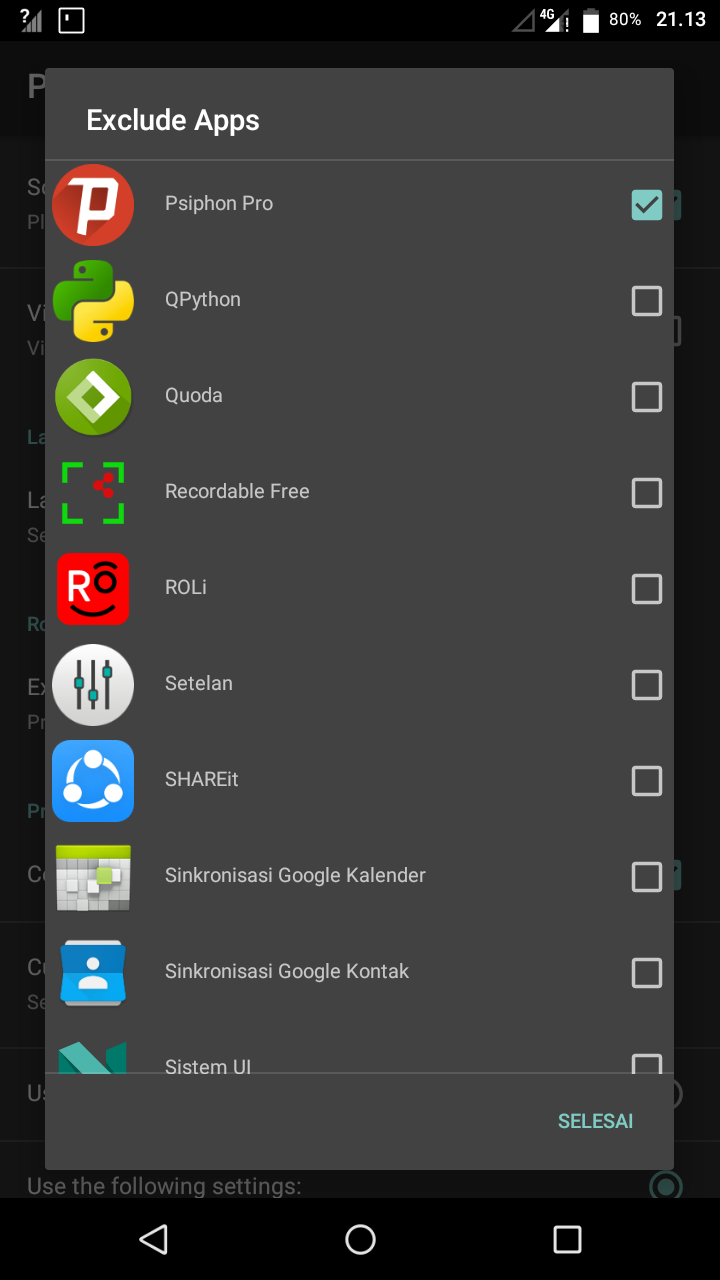 4G 80% 21.13
Exclude Apps
Psiphon Pro
QPython
Quoda
Recordable Free
ROLi
Setelan
SHAREit
Sinkronisasi Google Kalender
Sinkronisasi Google Kontak
Sistem UI
SELESAI
Use the following settings: